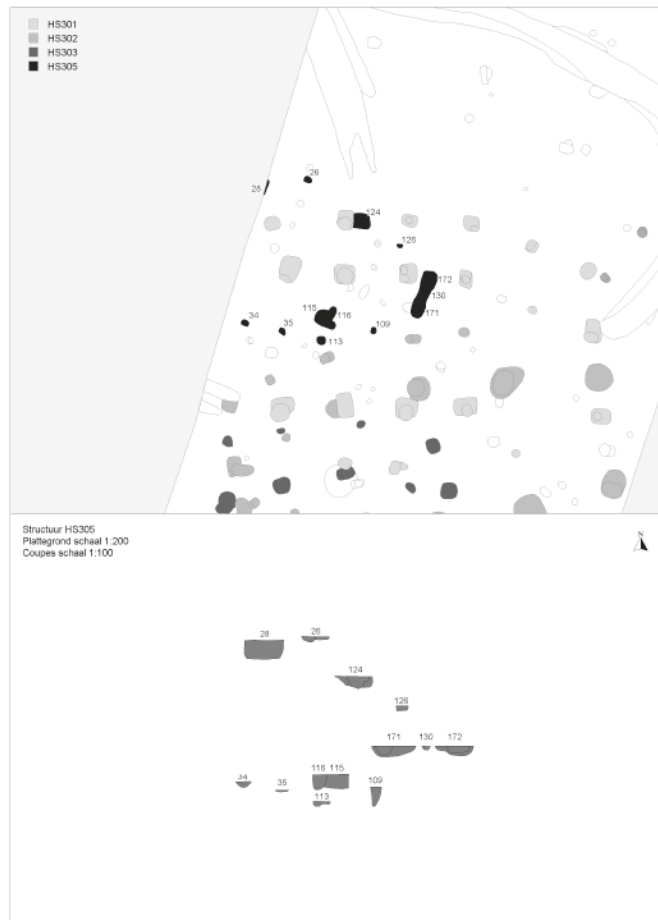 HS301
HS302
HS303
HS305
26
28
124
126
172
130
115
116
171
34
35
109
113
Structuur HS305
Plattegrond schaal 1:200
Coupes schaal 1:100
N
28
26
124
126
171 130 172
34
35
116 115
109
113